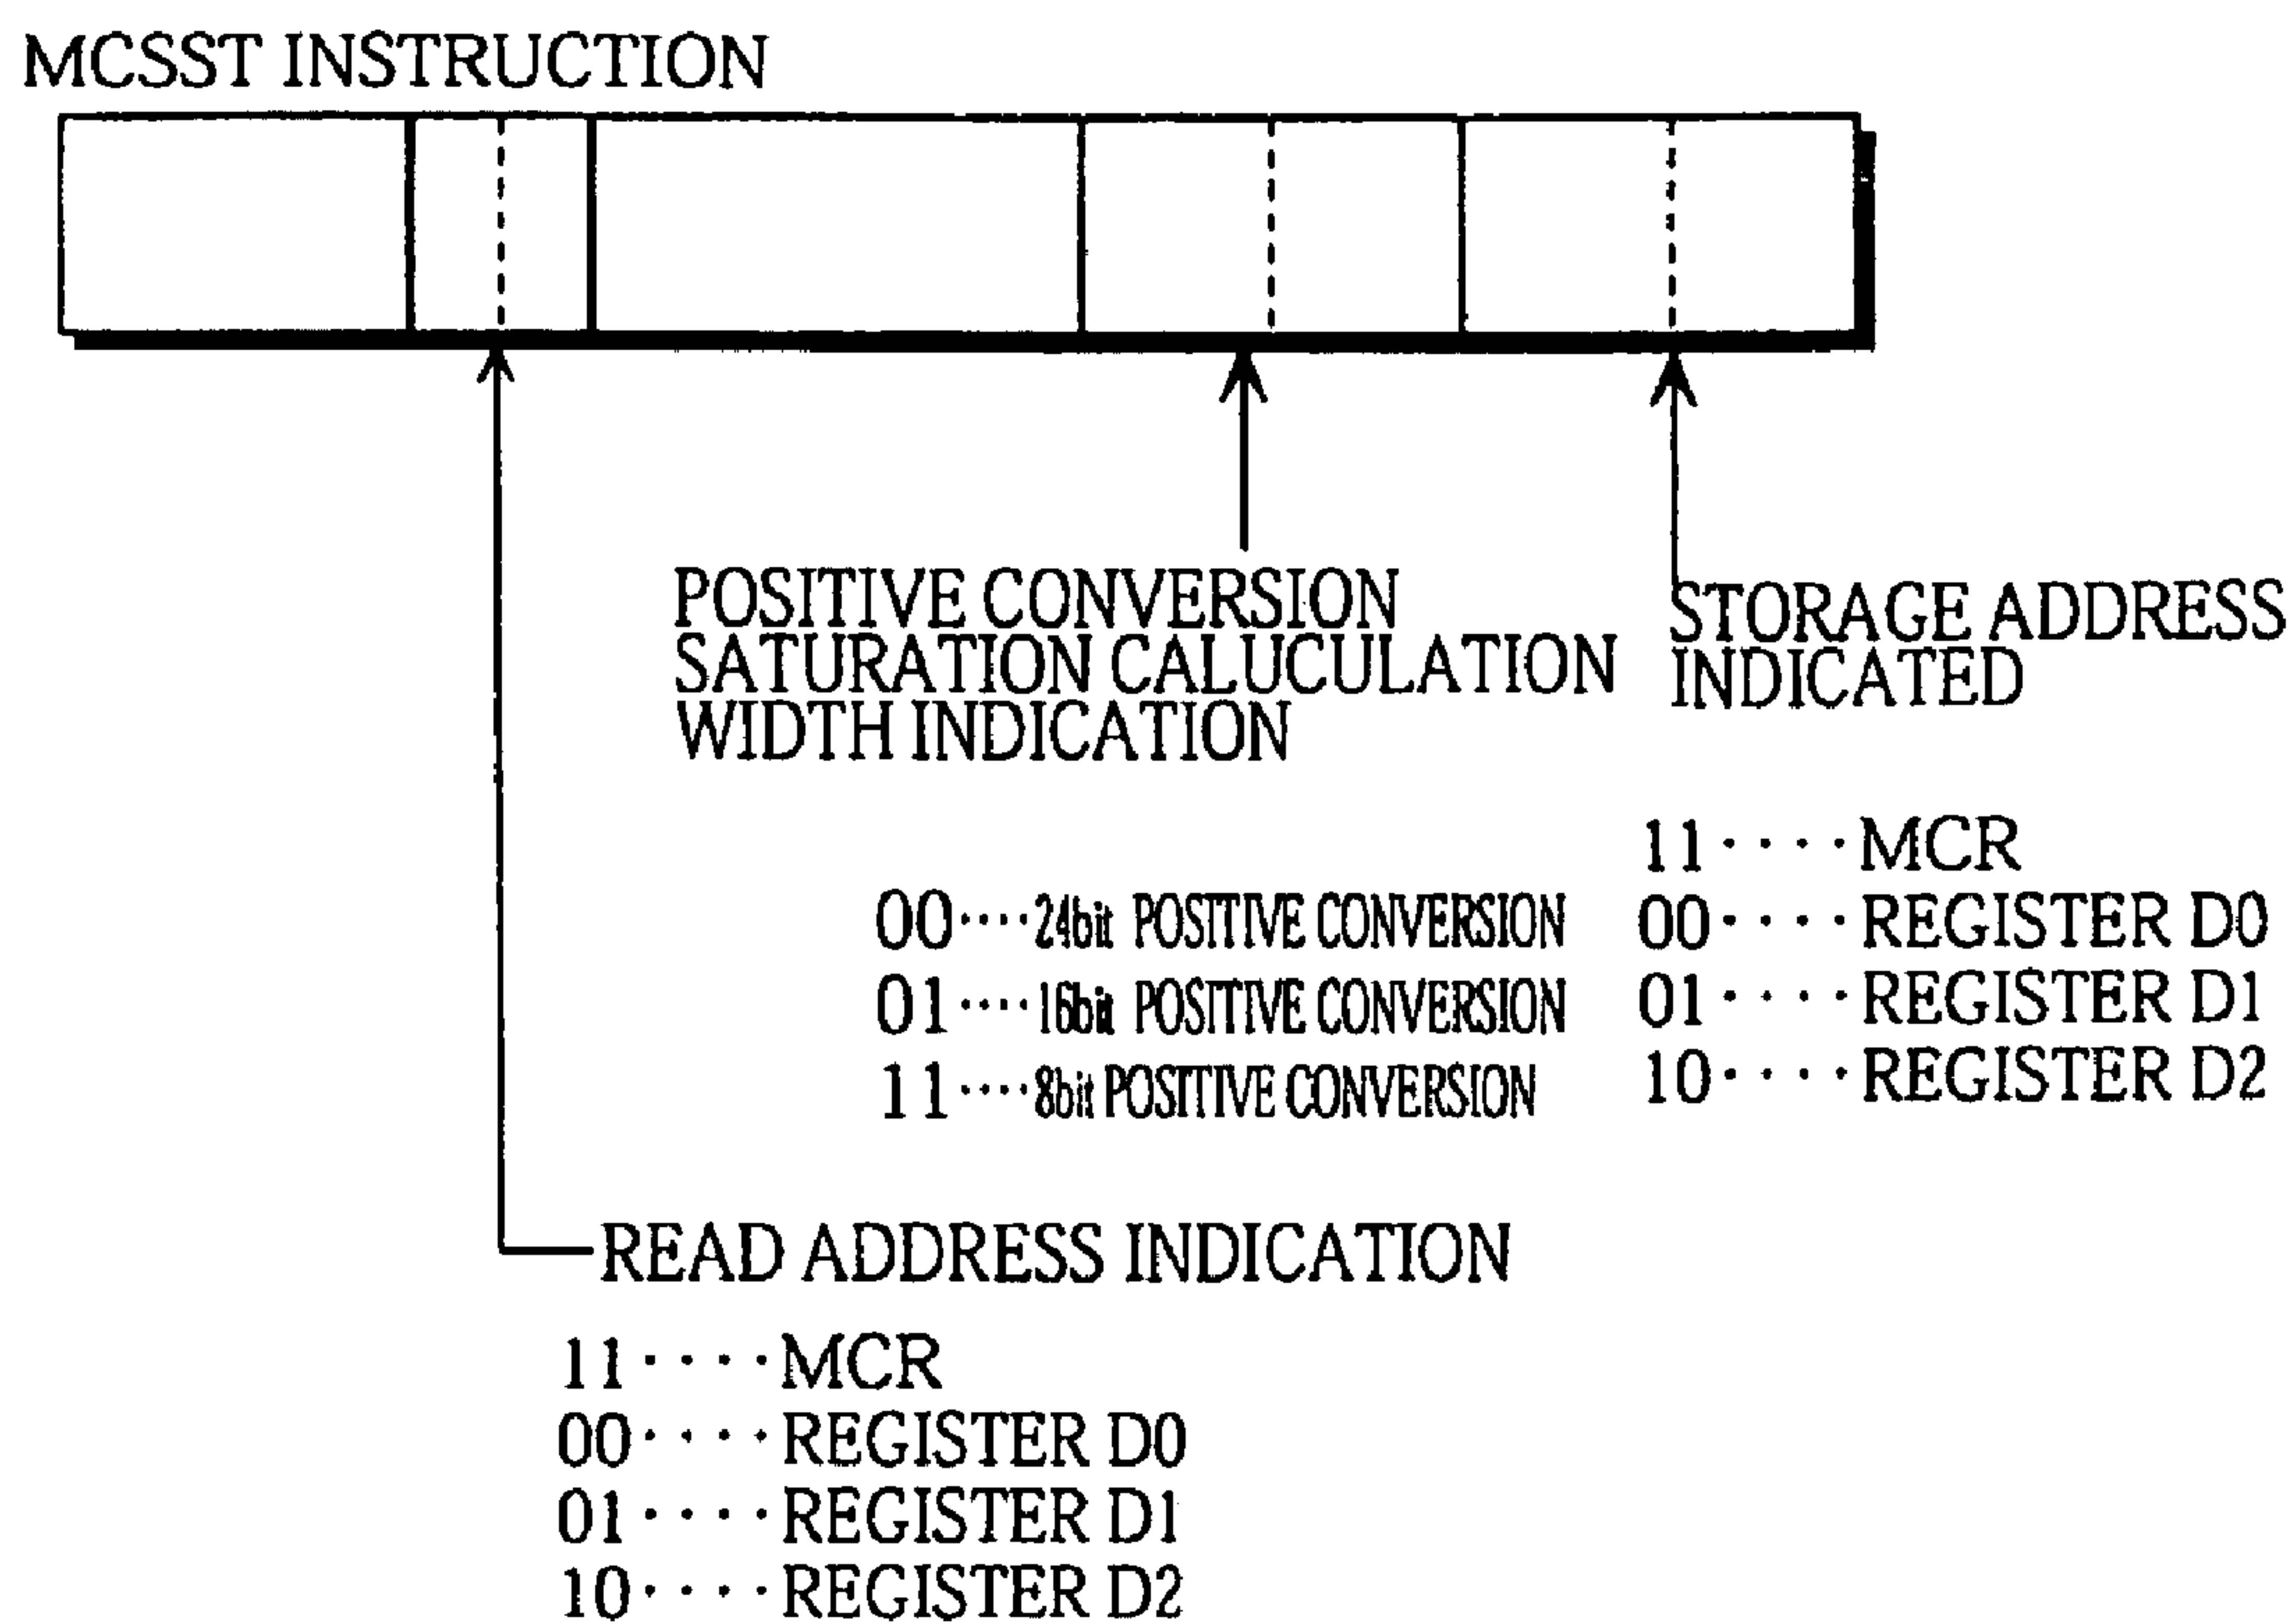 MCSST INSTRUCTION
POSITIVE CONVERSION
SATURATION CALUCULATION
WIDTH INDICATION
00····24bit POSITIVE CONVERSION
01····16bit POSITIVE CONVERSION
11····8bit POSITIVE CONVERSION
STORAGE ADDRESS
INDICATED
11····MCR
00····REGISTER D0
01····REGISTER D1
10····REGISTER D2
READ ADDRESS INDICATION
11····MCR
00····REGISTER D0
01····REGISTER D1
10····REGISTER D2